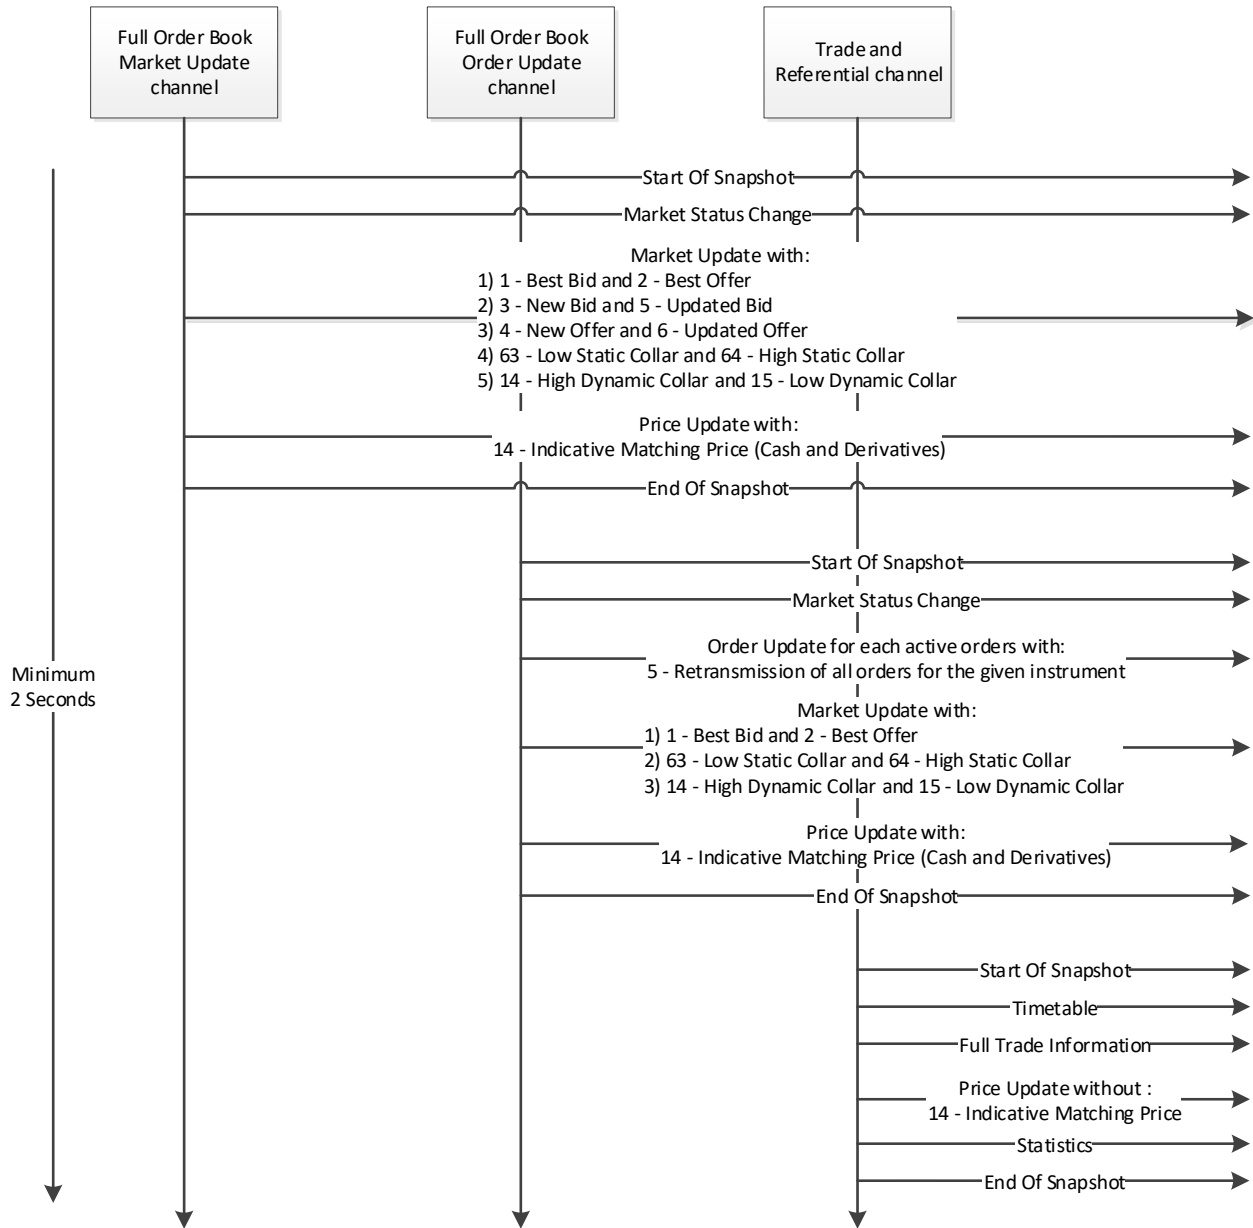 Full Order Book
Market Update
channel
Full Order Book
Order Update
channel
Trade and
Referential channel
Start Of Snapshot
Market Status Change
Market Update with:
1) 1 - Best Bid and 2 - Best Offer
2) 3 - New Bid and 5 - Updated Bid
3) 4 - New Offer and 6 - Updated Offer
4) 63 - Low Static Collar and 64 - High Static Collar
5) 14 - High Dynamic Collar and 15 - Low Dynamic Collar
Price Update with:
14 - Indicative Matching Price (Cash and Derivatives)
End Of Snapshot
Start Of Snapshot
Market Status Change
Order Update for each active orders with:
5 - Retransmission of all orders for the given instrument
Minimum
2 Seconds
Market Update with:
1) 1 - Best Bid and 2 - Best Offer
2) 63 - Low Static Collar and 64 - High Static Collar
3) 14 - High Dynamic Collar and 15 - Low Dynamic Collar
Price Update with:
14 - Indicative Matching Price (Cash and Derivatives)
End Of Snapshot
Start Of Snapshot
Timetable
Full Trade Information
Price Update without :
14 - Indicative Matching Price
Statistics
End Of Snapshot